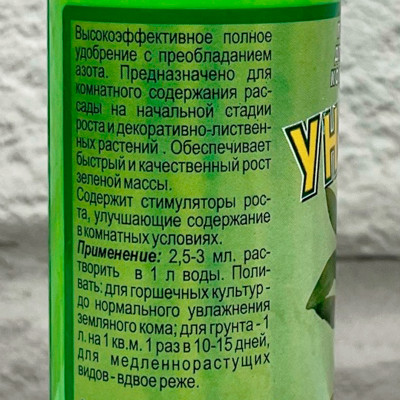 Высокоэффективное полное
удобрение с преобладанием
азота. Предназначено для
комнатного содержания рас-
сады на начальной стадии
роста и декоративно-листвен-
ных растений . Обеспечивает
быстрый и качественный рост
зеленой массы.
Содержит стимуляторы рос-
та, улучшающие содержание
в комнатных условиях.
Применение: 2,5-3 мл. рас-
творить в 1 л воды. Поли-
вать: для горшечных культур -
до нормального увлажнения
земляного кома; для грунта - 1
л. на 1 кв.м. 1 раз в 10-15 дней,
для медленнорастущих
видов - вдвое реже.
УН